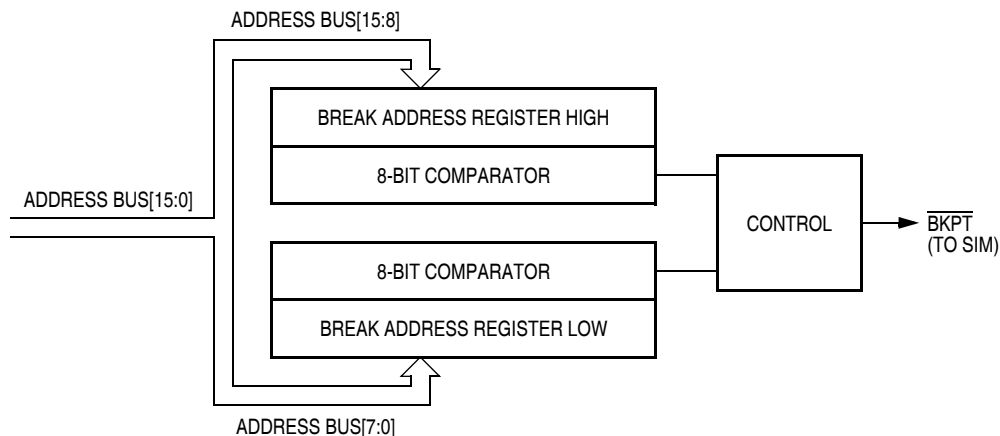 ADDRESS BUS[15:8]
BREAK ADDRESS REGISTER HIGH
8-BIT COMPARATOR
ADDRESS BUS[15:0]
CONTROL
BKPT
(TO SIM)
8-BIT COMPARATOR
BREAK ADDRESS REGISTER LOW
ADDRESS BUS[7:0]